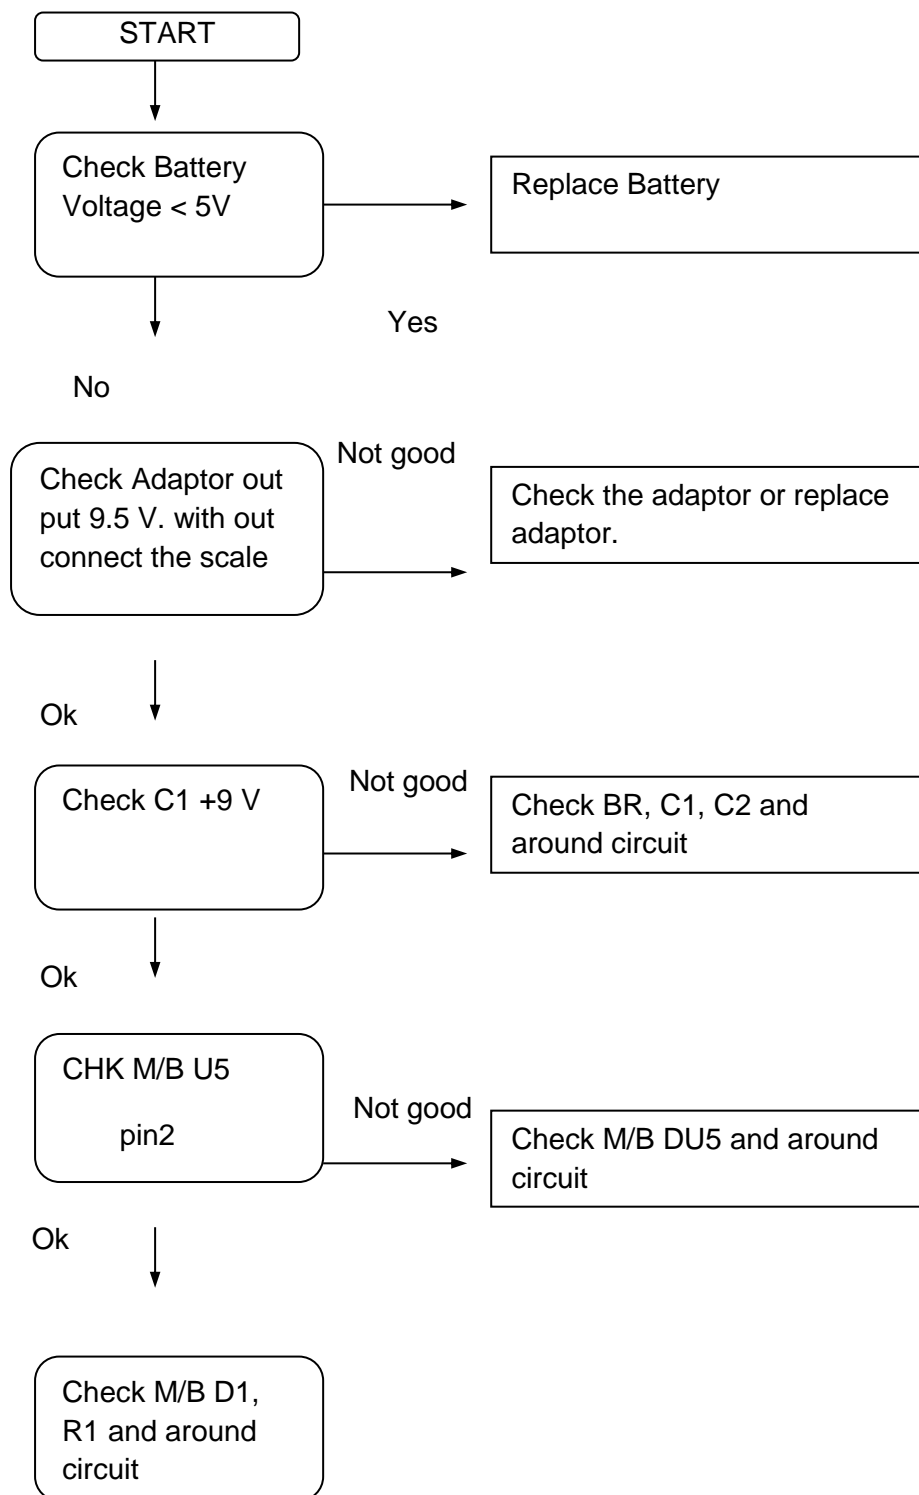 START
Check Battery
Voltage < 5V
Replace Battery
Yes
No
Not good
Check Adaptor out
put 9.5 V. with out
connect the scale
Check the adaptor or replace
adaptor.
Ok
Not good
Check C1 +9 V
Check BR, C1, C2 and
around circuit
Ok
CHK M/B U5
pin2
Not good
Check M/B DU5 and around
circuit
Ok
Check M/B D1,
R1 and around
circuit